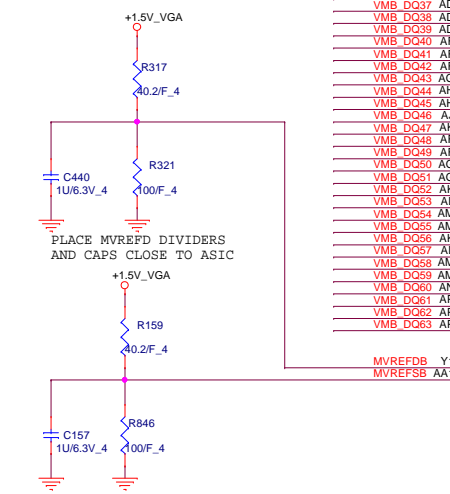 +1.5V_VGA
R317
40.2/F_4
R321
100/F_4
C440
1U/6.3V_4
PLACE MVREFD DIVIDERS
AND CAPS CLOSE TO ASIC
+1.5V_VGA
R159
40.2/F_4
R846
100/F_4
C157
1U/6.3V_4
VMB_DQ37
VMB_DQ38
VMB_DQ39
VMB_DQ40
VMB_DQ41
VMB_DQ42
VMB_DQ43
VMB_DQ44
VMB_DQ45
VMB_DQ46
VMB_DQ47
VMB_DQ48
VMB_DQ49
VMB_DQ50
VMB_DQ51
VMB_DQ52
VMB_DQ53
VMB_DQ54
VMB_DQ55
VMB_DQ56
VMB_DQ57
VMB_DQ58
VMB_DQ59
VMB_DQ60
VMB_DQ61
VMB_DQ62
VMB_DQ63
MVREFDB
MVREFSB